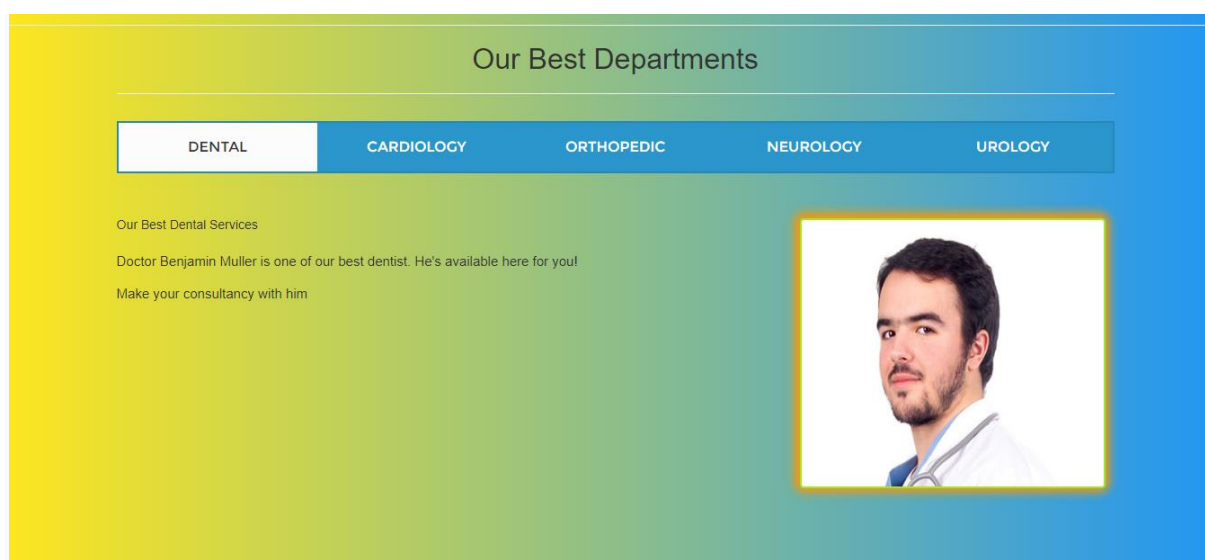 Our Best Departments
DENTAL CARDIOLOGY ORTHOPEDIC NEUROLOGY UROLOGY
Our Best Dental Services
Doctor Benjamin Muller is one of our best dentist. He's available here for you!
Make your consultancy with him